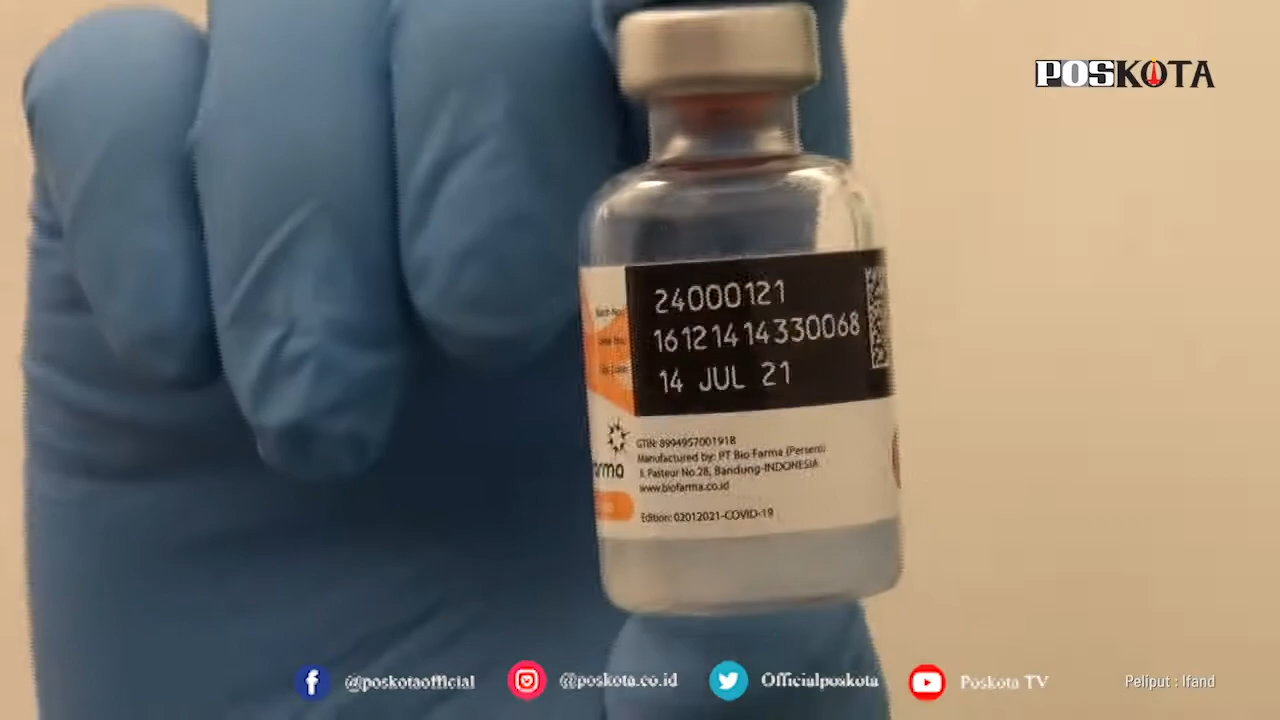 POSKOTA
24000121
16121414330068
14 JUL 21
GTIN: 8994957001918
Manufactured by: PT Bio Farma (Persero)
Jl. Pasteur No.28, Bandung-INDONESIA
www.biofarma.co.id
Edition: 02012021-COVID-19
arma
@poskotaofficial
@poskota.co.id
Officialposkota
Poskota TV
Peliput : Ifand